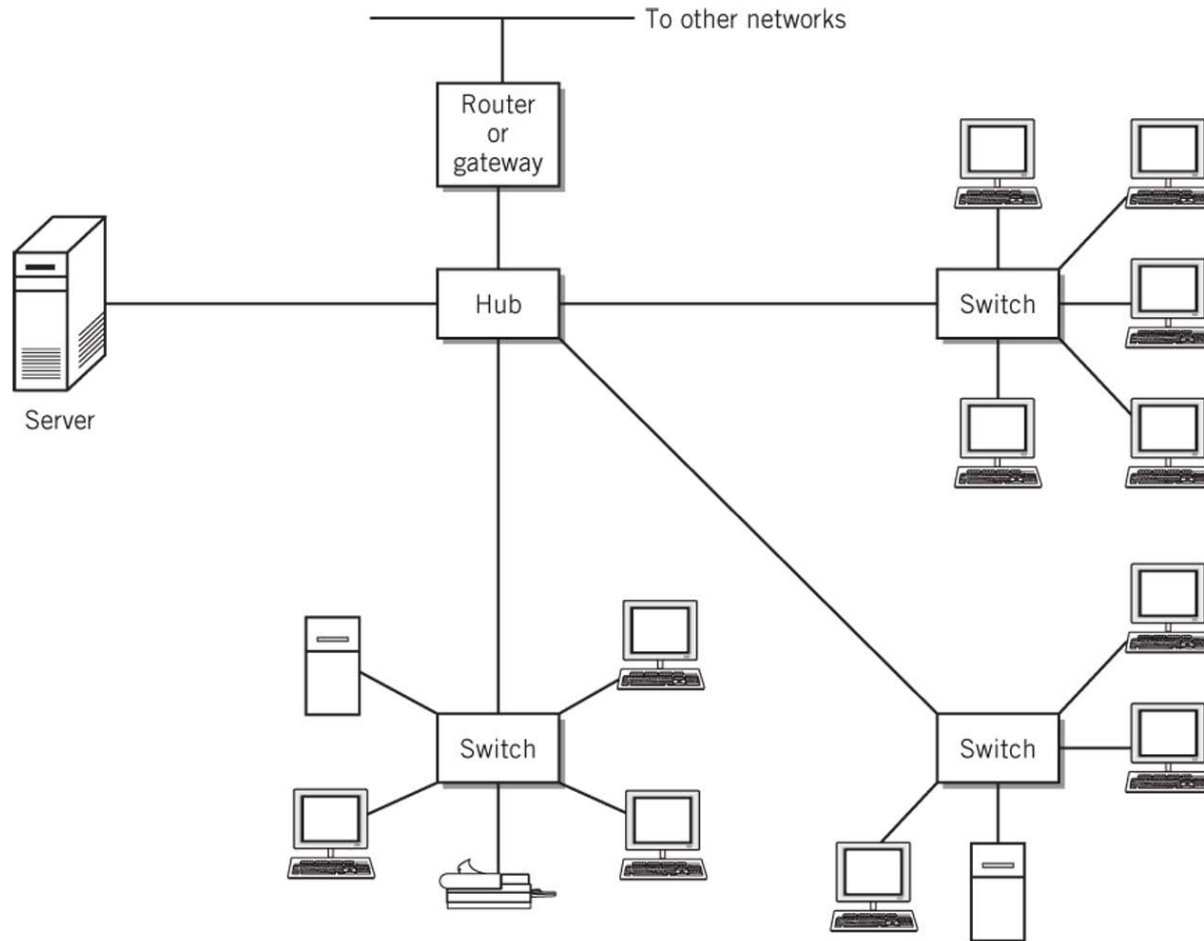 To other networks
Router
or
gateway
Hub
Switch
Server
Switch
Switch